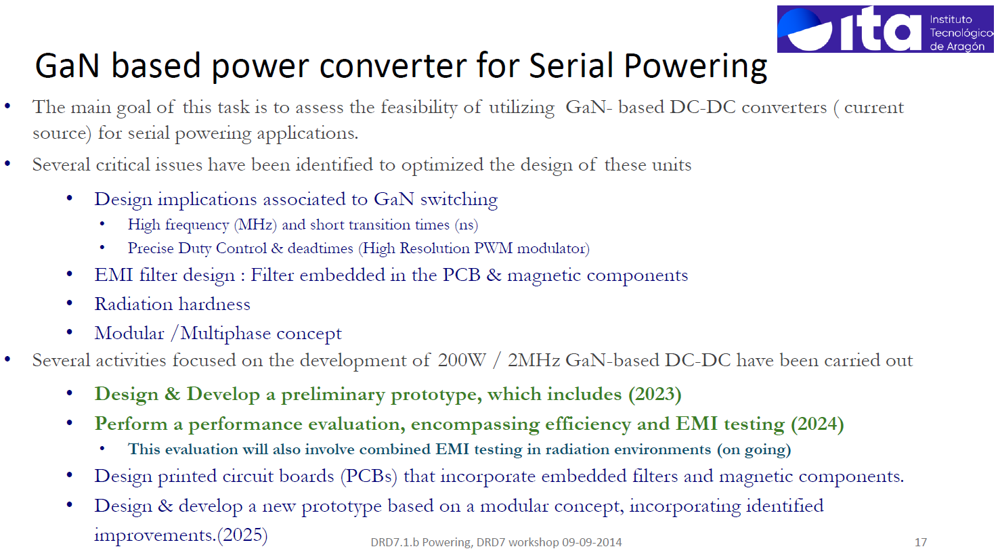 ita Instituto
Tecnológico
de Aragón
GaN based power converter for Serial Powering
• The main goal of this task is to assess the feasibility of utilizing GaN- based DC-DC converters ( current
source) for serial powering applications.
• Several critical issues have been identified to optimized the design of these units
• Design implications associated to GaN switching
• High frequency (MHz) and short transition times (ns)
• Precise Duty Control & deadtimes (High Resolution PWM modulator)
• EMI filter design : Filter embedded in the PCB & magnetic components
• Radiation hardness
• Modular /Multiphase concept
• Several activities focused on the development of 200W / 2MHz GaN-based DC-DC have been carried out
• Design & Develop a preliminary prototype, which includes (2023)
• Perform a performance evaluation, encompassing efficiency and EMI testing (2024)
• This evaluation will also involve combined EMI testing in radiation environments (on going)
• Design printed circuit boards (PCBs) that incorporate embedded filters and magnetic components.
• Design & develop a new prototype based on a modular concept, incorporating identified
improvements.(2025)
DRD7.1.b Powering, DRD7 workshop 09-09-2014 17